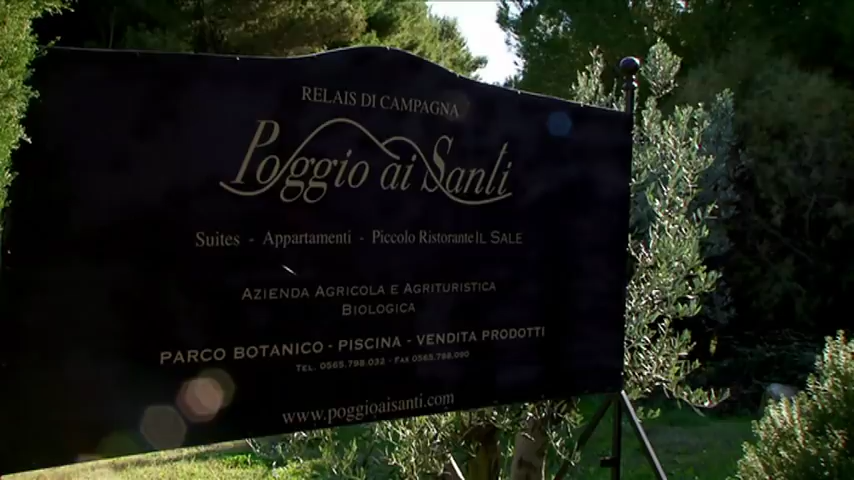 RELAIS DI CAMPAGNA
Poggio ai Santi
Suites - Appartamenti - Piccolo Ristorante IL SALE
AZIENDA AGRICOLA E AGRITURISTICA
BIOLOGICA
PARCO BOTANICO - PISCINA - VENDITA PRODOTTI
TEL. 0565.798.032 - FAX 0565.798.090
www.poggioaisanti.com